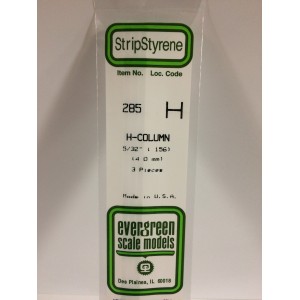 StripStyrene
Item No. Loc. Code
285 H
H-COLUMN
5/32" ( .156)
(4.0 mm)
3 Pieces
Made in U.S.A.
evergreen
scale models
Des Plaines, IL 60018